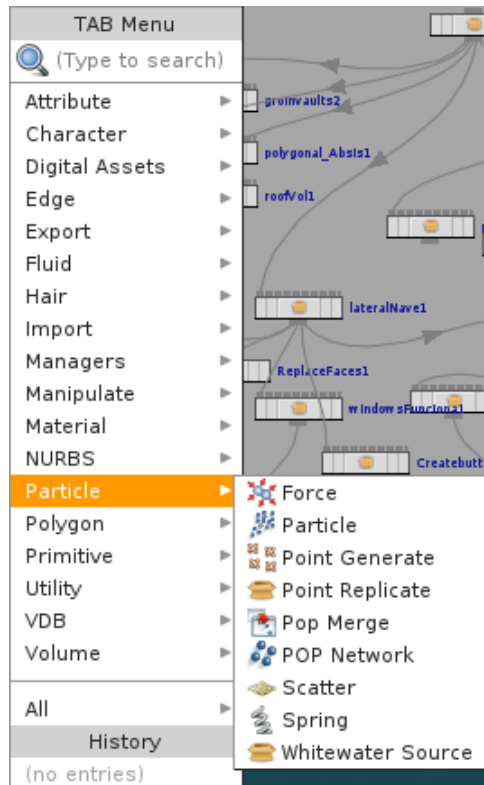 TAB Menu
(Type to search)
Attribute
Character
Digital Assets
Edge
Export
Fluid
Hair
Import
Managers
Manipulate
Material
NURBS
Particle
Polygon
Primitive
Utility
VDB
Volume
All
History
(no entries)
Force
Particle
Point Generate
Point Replicate
Pop Merge
POP Network
Scatter
Spring
Whitewater Source
groinvaults2
polygonal_Absis1
roofVol1
lateralNave1
ReplaceFaces1
windowsFuncional
Createbutt